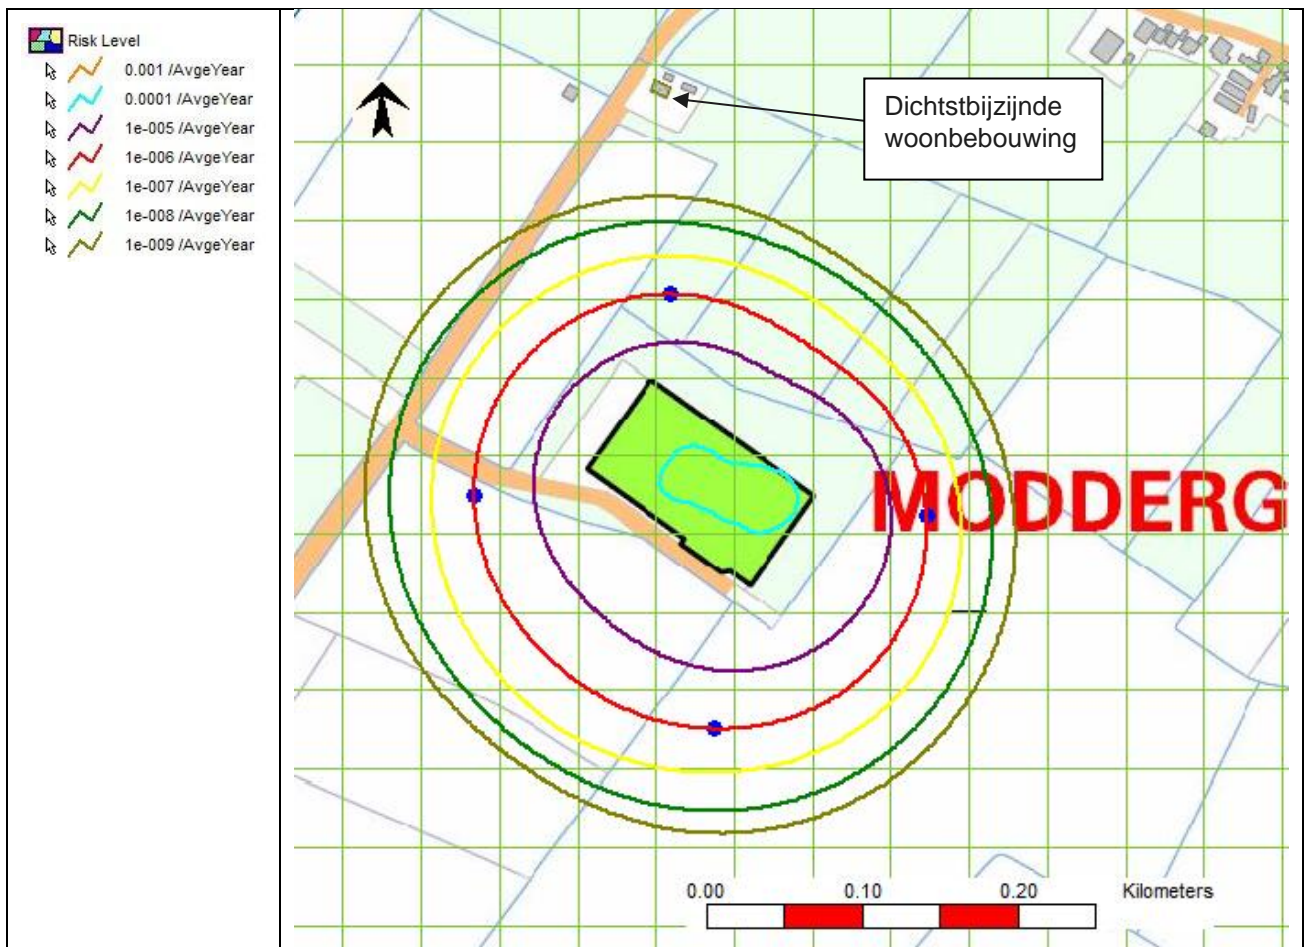 Risk Level
0.001 /AvgeYear
0.0001 /AvgeYear
1e-005 /AvgeYear
1e-006 /AvgeYear
1e-007 /AvgeYear
1e-008 /AvgeYear
1e-009 /AvgeYear
Dichtstbijzijnde
woonbebouwing
MODDERG
0.00 0.10 0.20 Kilometers